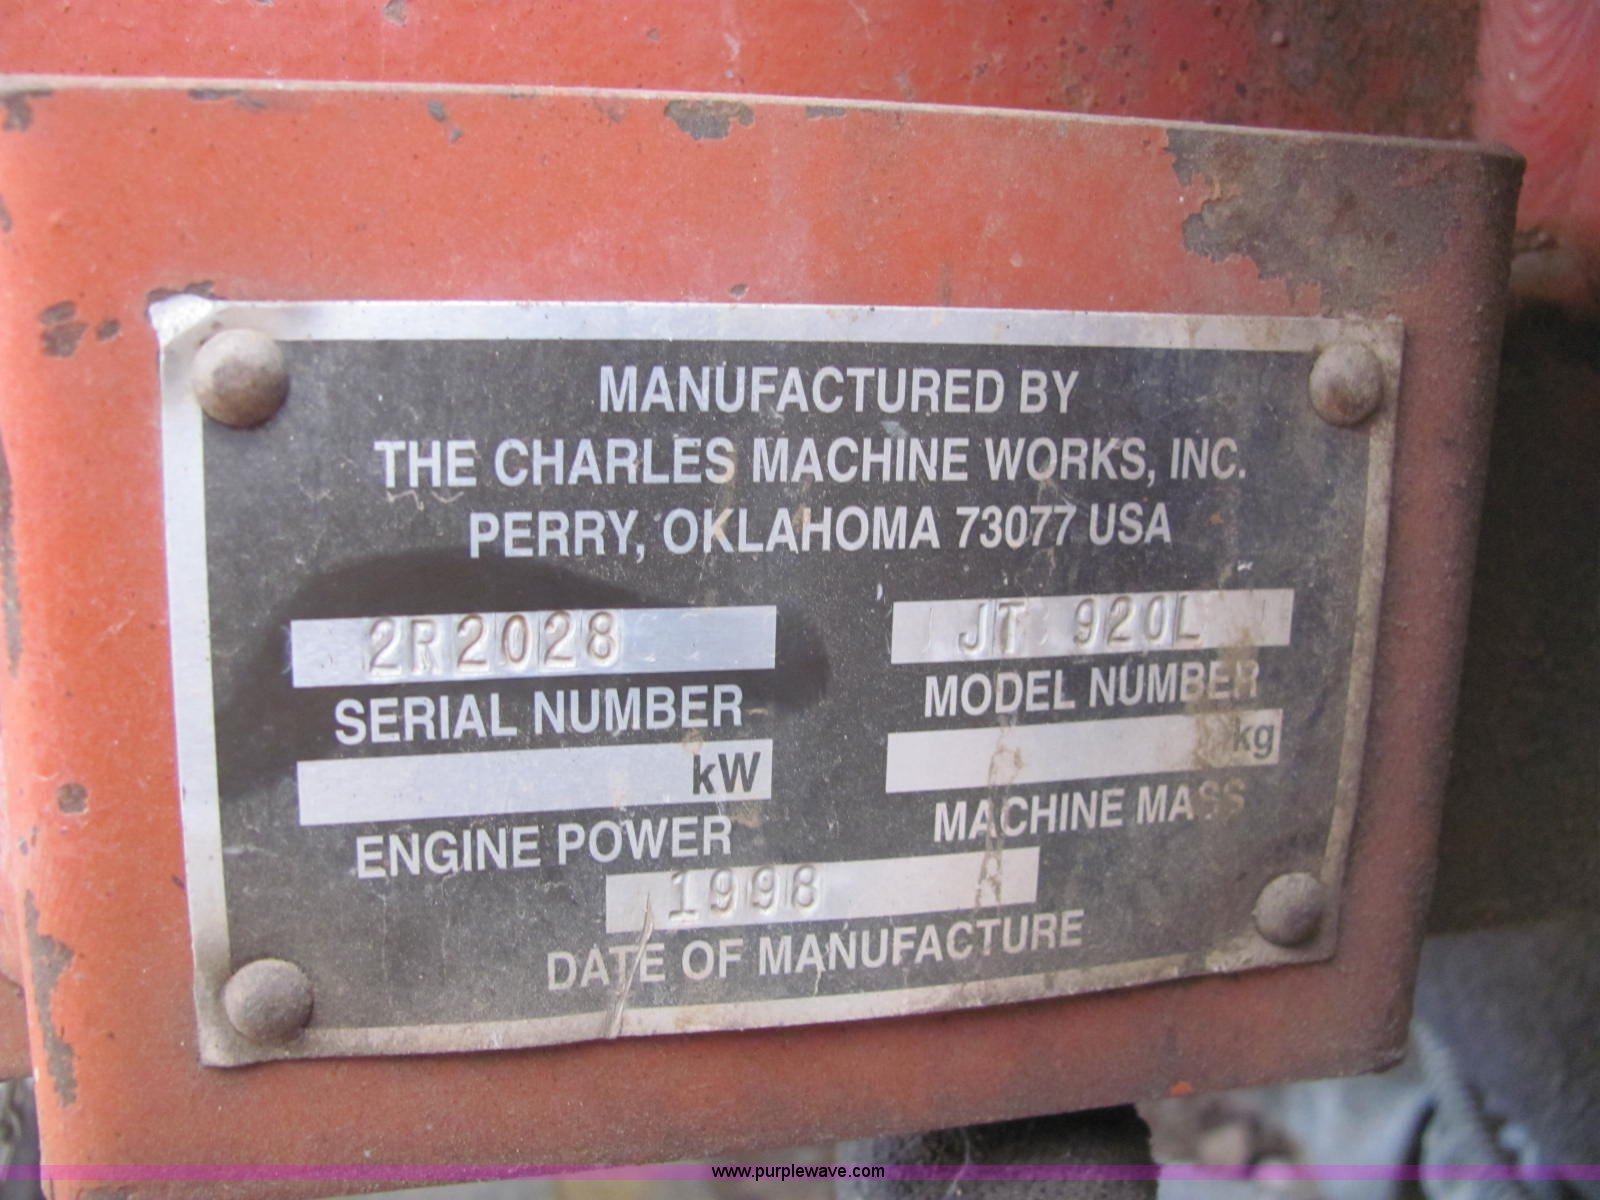 MANUFACTURED BY
THE CHARLES MACHINE WORKS, INC.
PERRY, OKLAHOMA 73077 USA
2R2028
JT 920L
SERIAL NUMBER
MODEL NUMBER
kW
kg
ENGINE POWER
MACHINE MASS
1998
DATE OF MANUFACTURE
www.purplewave.com